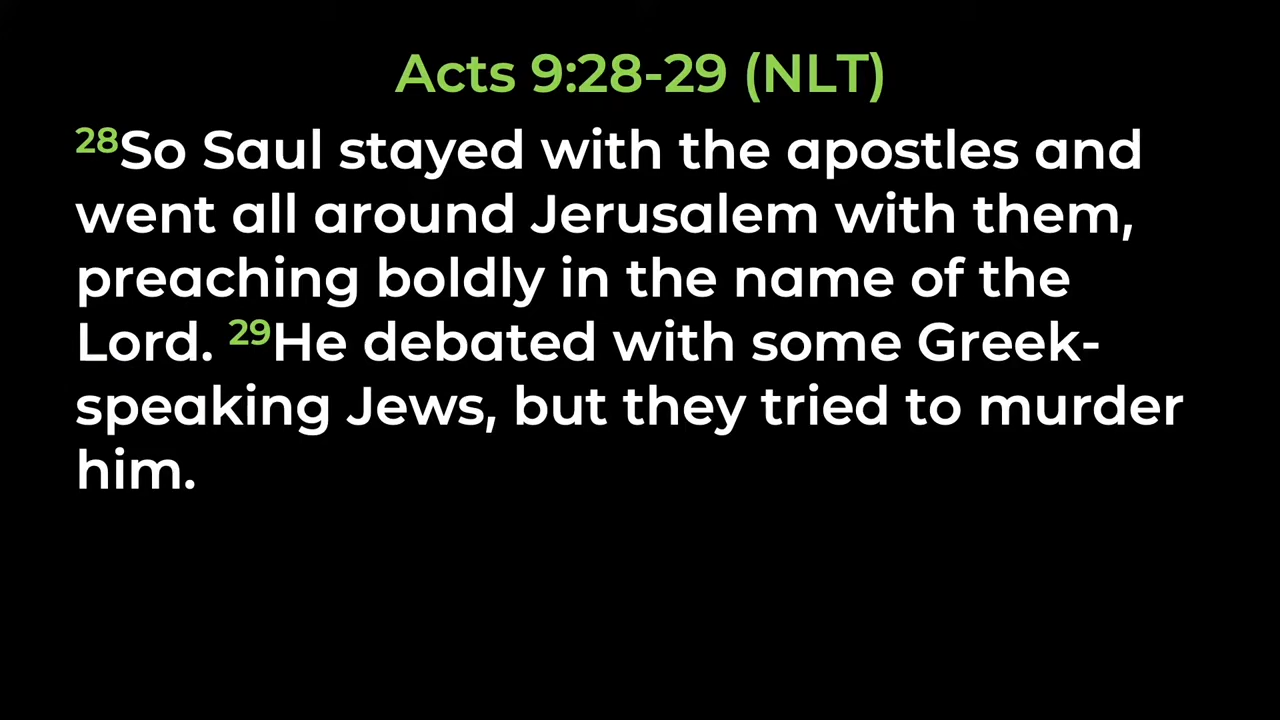 Acts 9:28-29 (NLT)
28So Saul stayed with the apostles and
went all around Jerusalem with them,
preaching boldly in the name of the
Lord. 29He debated with some Greek-
speaking Jews, but they tried to murder
him.